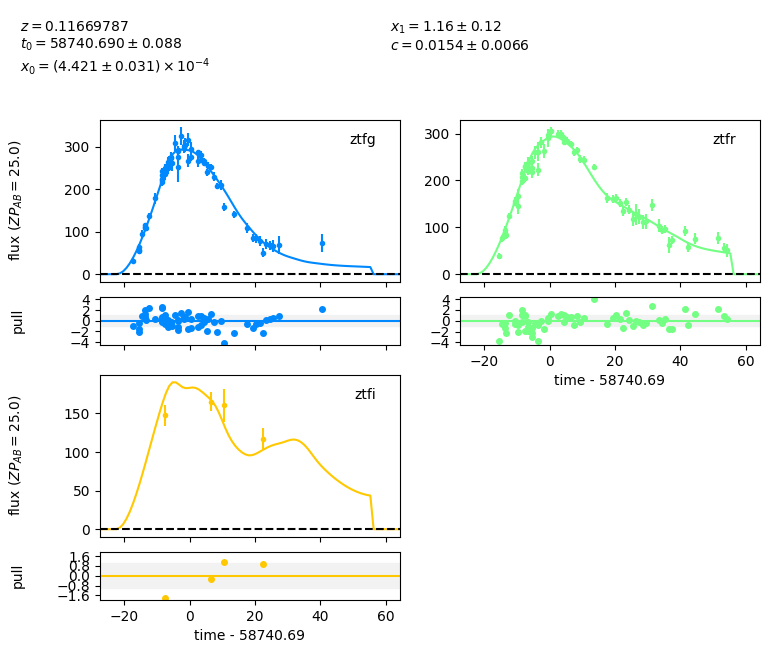 z = 0.11669787
t₀ = 58740.690 ± 0.088
x₀ = (4.421 ± 0.031) × 10⁻⁴
x₁ = 1.16 ± 0.12
c = 0.0154 ± 0.0066
flux (ZP_AB = 25.0)
300
200
100
0
ztfg
300
200
100
0
ztfr
pull
4
2
0
−2
−4
4
2
0
−2
−4
−20
0
20
40
60
time - 58740.69
flux (ZP_AB = 25.0)
150
100
50
0
ztfi
pull
1.6
0.8
0.0
−0.8
−1.6
−20
0
20
40
60
time - 58740.69